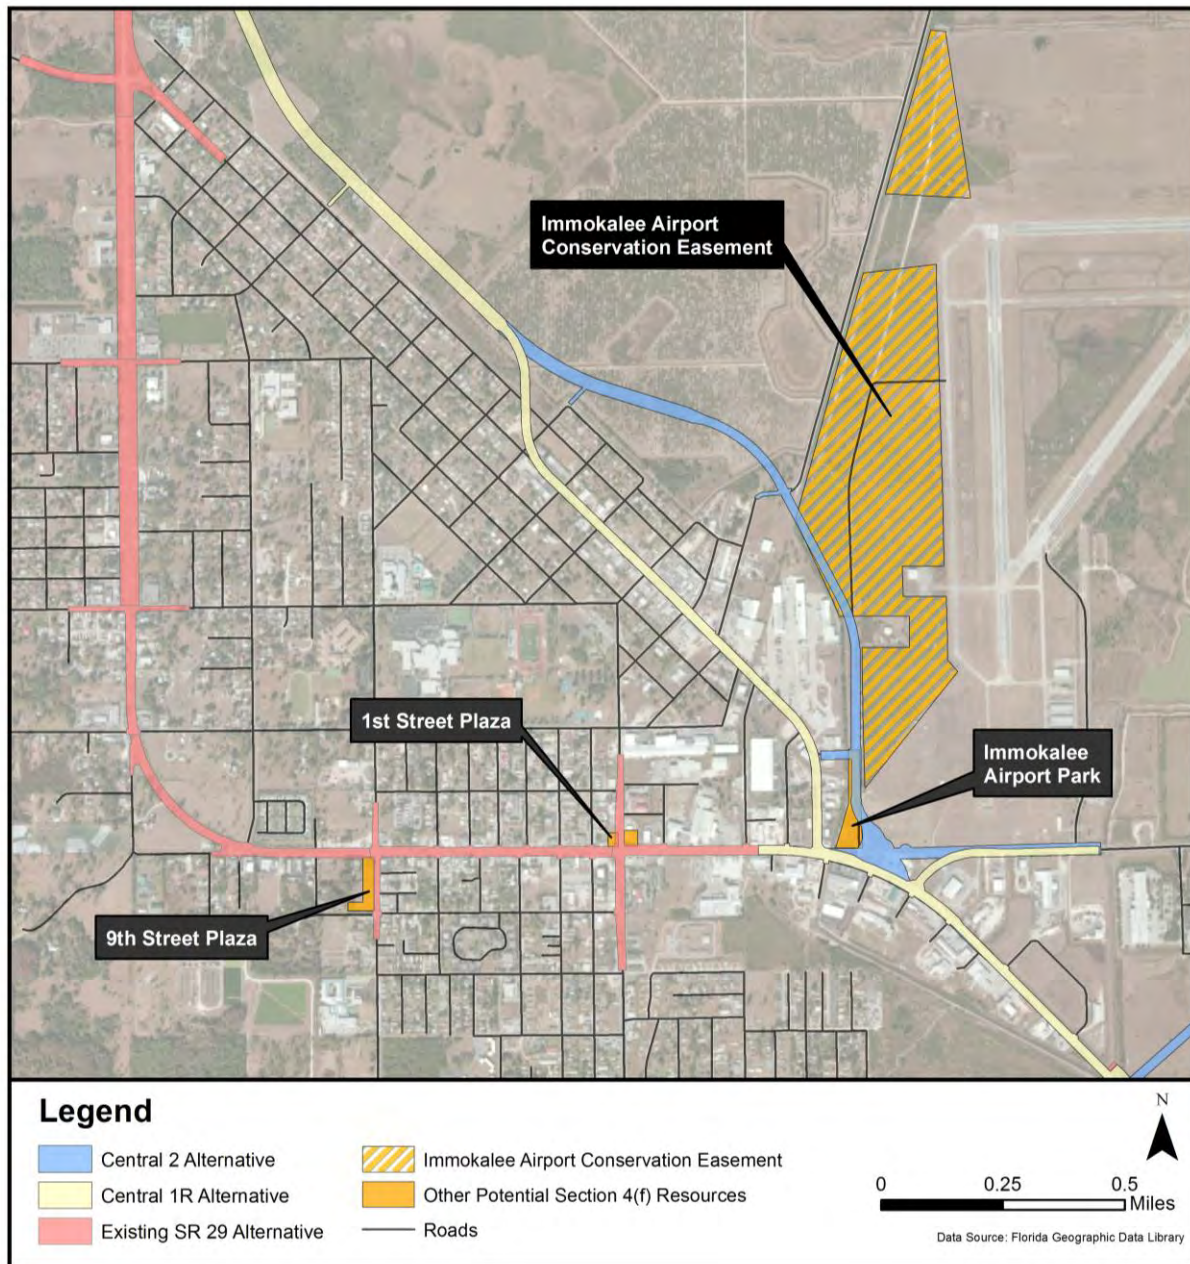 Immokalee Airport
Conservation Easement
1st Street Plaza
Immokalee
Airport Park
9th Street Plaza
Legend
Central 2 Alternative
Central 1R Alternative
Existing SR 29 Alternative
Immokalee Airport Conservation Easement
Other Potential Section 4(f) Resources
Roads
N
0 0.25 0.5
Miles
Data Source: Florida Geographic Data Library